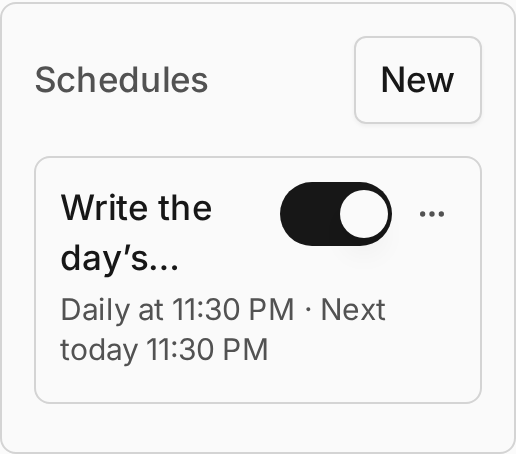 Schedules
New
Write the
day’s...
Daily at 11:30 PM · Next
today 11:30 PM